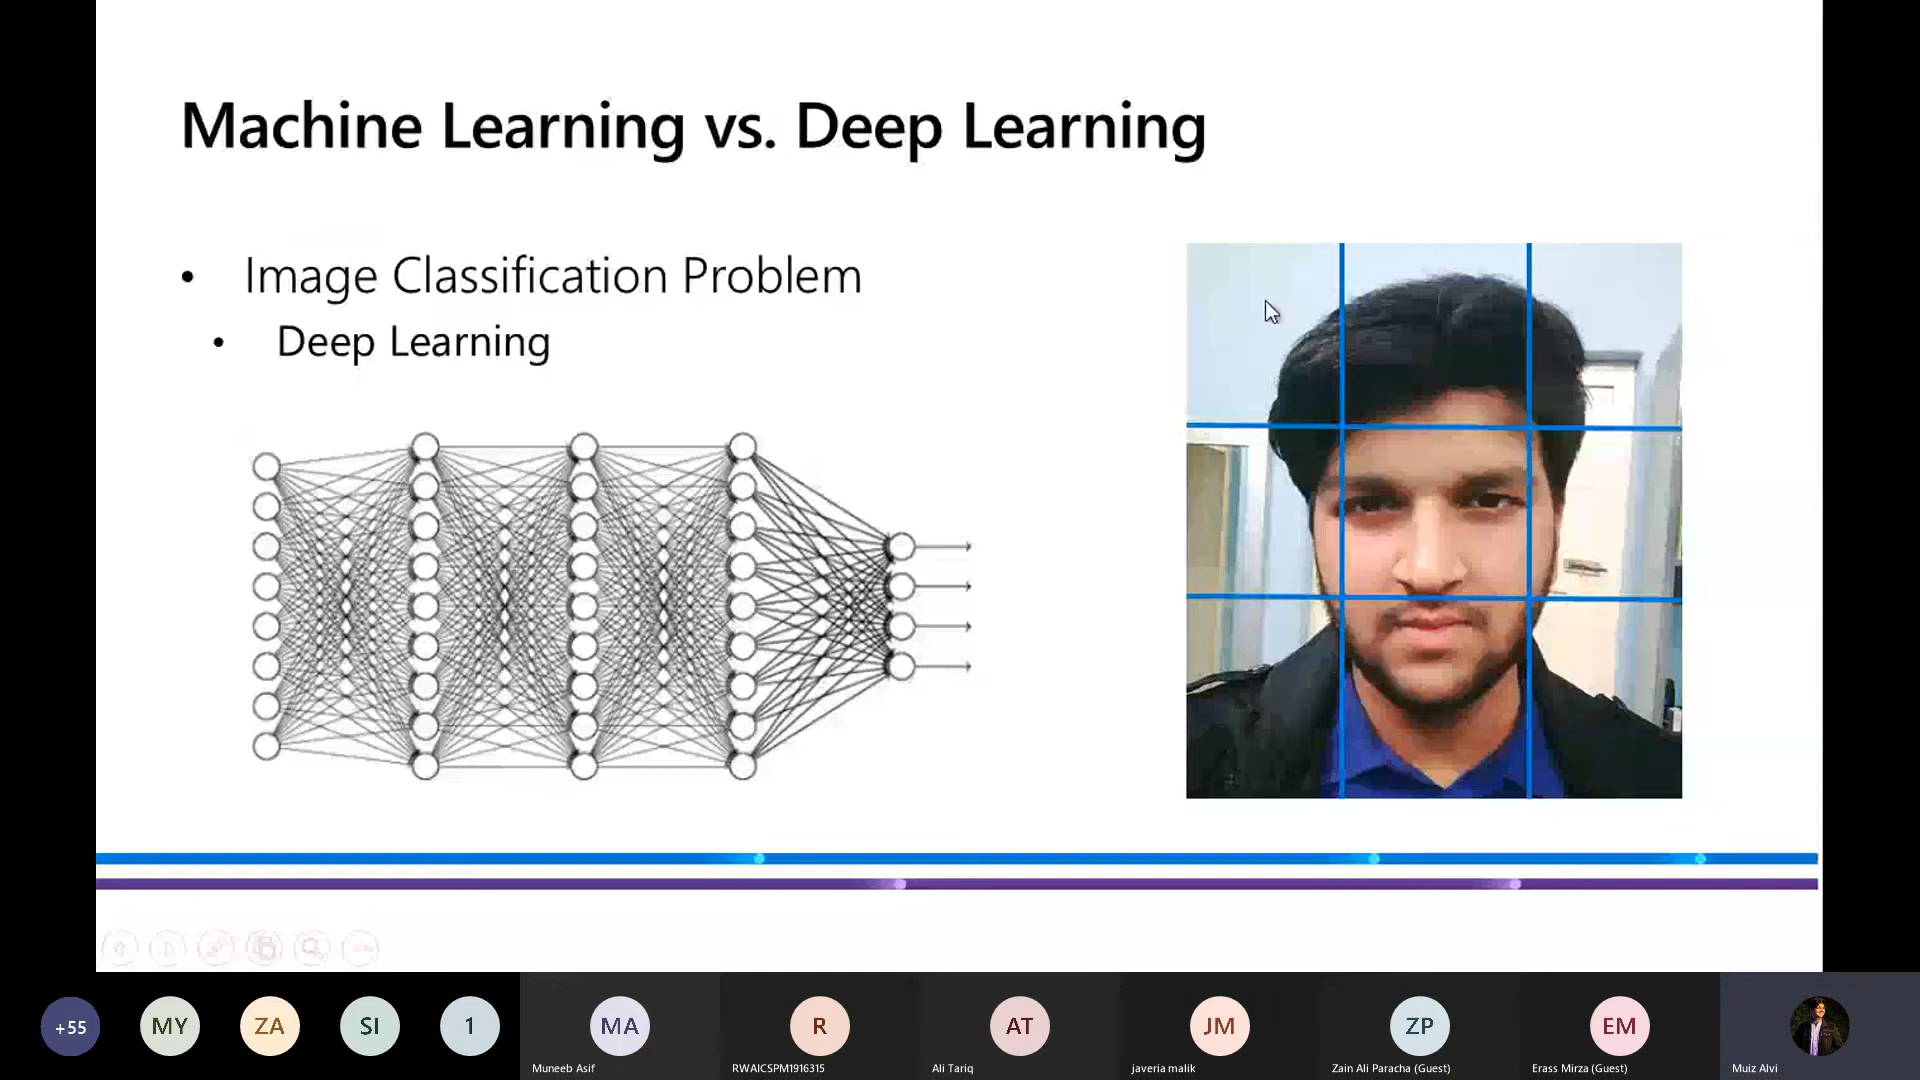 Machine Learning vs. Deep Learning
• Image Classification Problem
• Deep Learning
+55
MY
ZA
SI
1
MA
R
AT
JM
ZP
EM
Muneeb Asif
RWAICSPM1916315
Ali Tariq
javeria malik
Zain Ali Paracha (Guest)
Erass Mirza (Guest)
Muiz Alvi